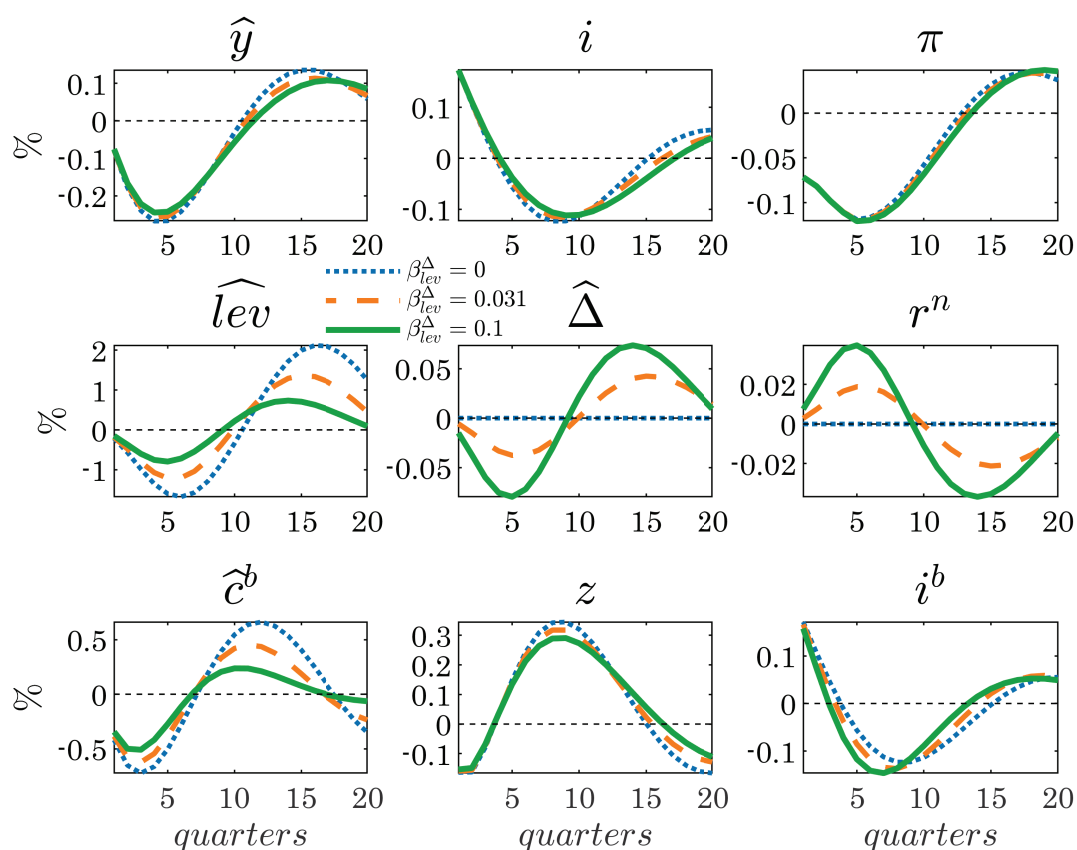 ŷ i π
% 0.1 0 -0.1 -0.2 5 10 15 20
0.1 0 -0.1 5 10 15 20
0 -0.05 -0.1 5 10 15 20
β_lev^Δ = 0
β_lev^Δ = 0.031
β_lev^Δ = 0.1
\widehat{lev} \widehat{Δ} r^n
% 2 1 0 -1 5 10 15 20
0.05 0 -0.05 5 10 15 20
0.02 0 -0.02 5 10 15 20
ĉ^b z i^b
% 0.5 0 -0.5 5 10 15 20
0.3 0.2 0.1 0 -0.1 5 10 15 20
0.1 0 -0.1 5 10 15 20
quarters quarters quarters